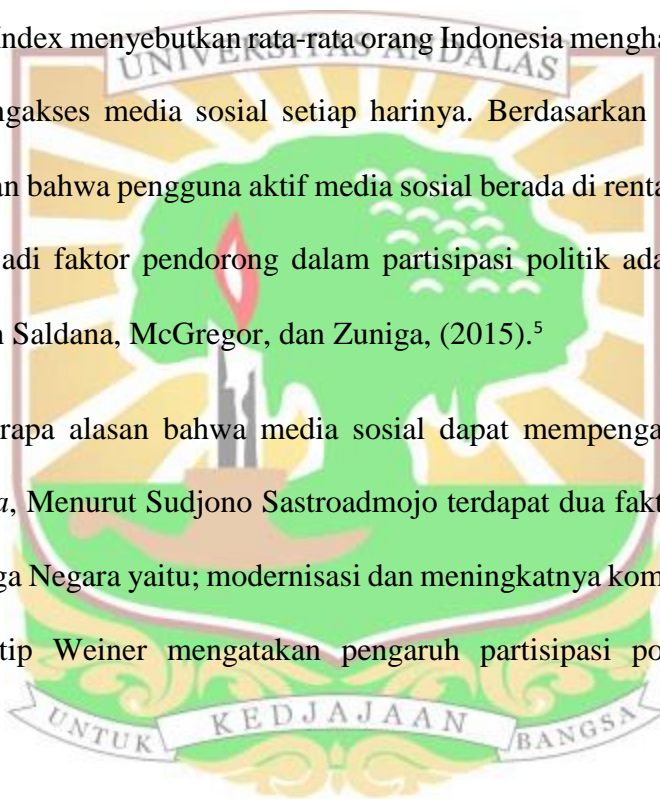 Index menyebutkan rata-rata orang Indonesia mengha
UNIVERSITAS ANDALAS
ngakses media sosial setiap harinya. Berdasarkan
an bahwa pengguna aktif media sosial berada di renta
adi faktor pendorong dalam partisipasi politik ada
n Saldana, McGregor, dan Zuniga, (2015).⁵
rapa alasan bahwa media sosial dapat mempenga
a, Menurut Sudjono Sastroadmojo terdapat dua fakt
ga Negara yaitu; modernisasi dan meningkatnya kom
tip Weiner mengatakan pengaruh partisipasi po
UNTUK KEDJAJAAN BANGSA